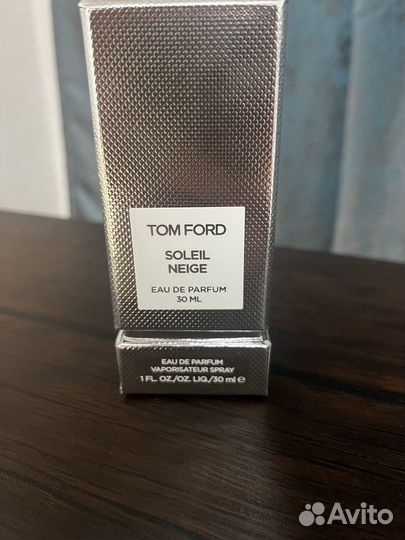 TOM FORD
SOLEIL
NEIGE
EAU DE PARFUM
30 ML
EAU DE PARFUM
VAPORISATEUR SPRAY
1 FL. OZ./OZ. LIQ./30 ml ℮
Avito